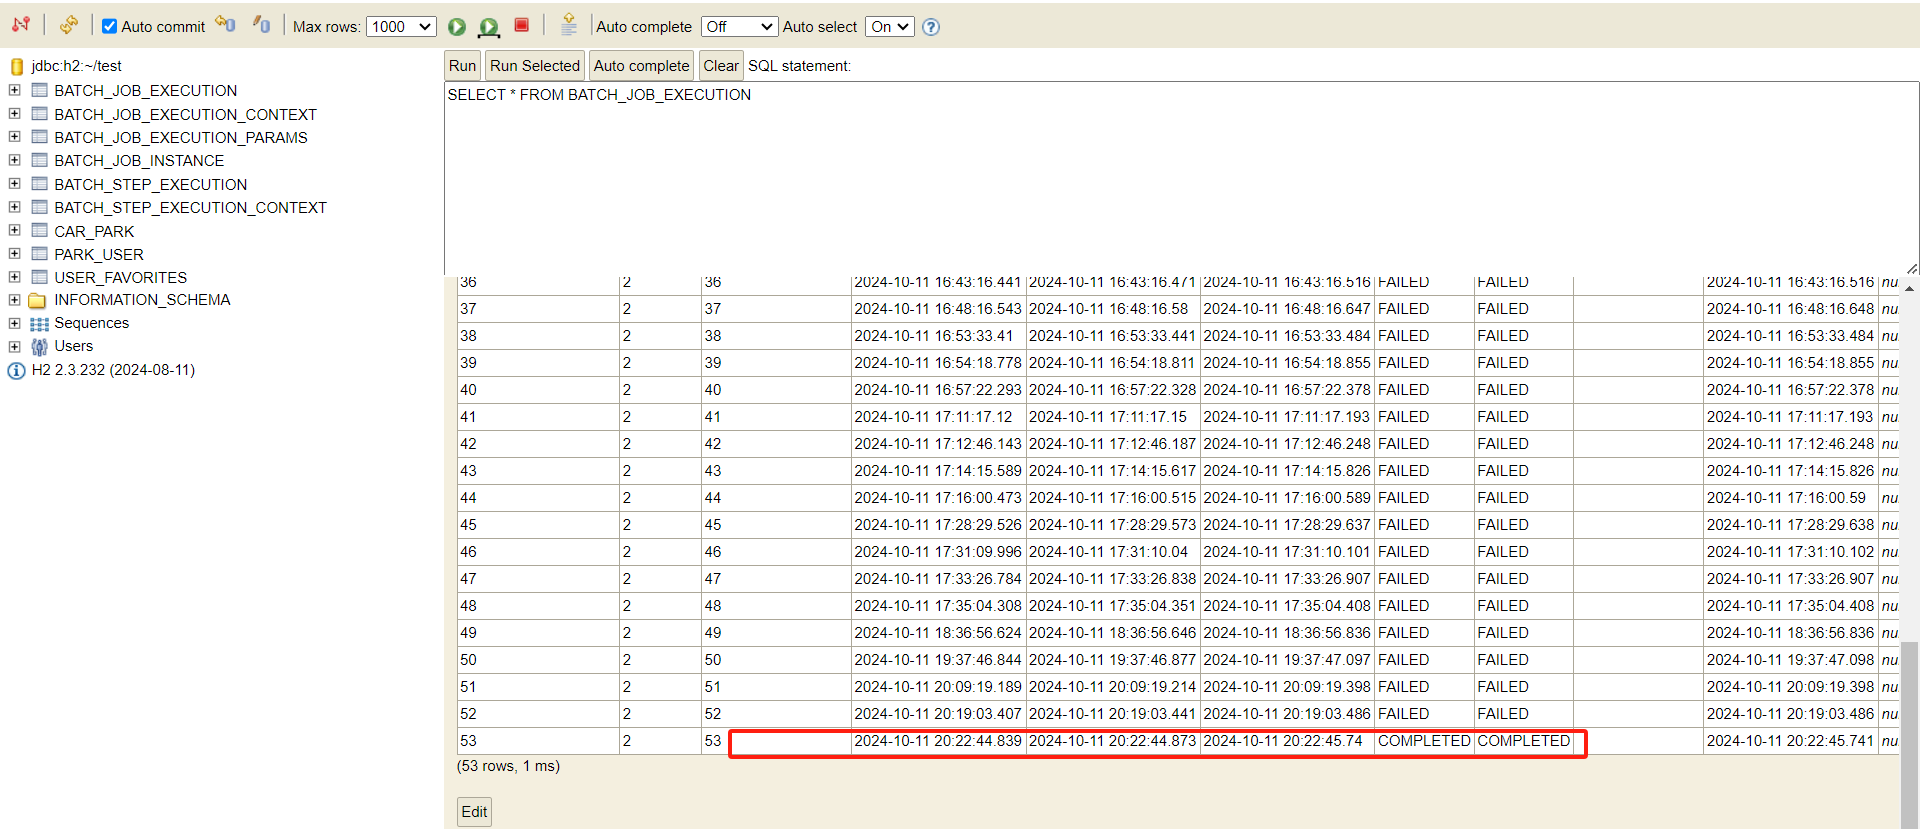 Auto commit Max rows: 1000 Auto complete Off Auto select On ?
jdbc:h2:~/test
BATCH_JOB_EXECUTION
BATCH_JOB_EXECUTION_CONTEXT
BATCH_JOB_EXECUTION_PARAMS
BATCH_JOB_INSTANCE
BATCH_STEP_EXECUTION
BATCH_STEP_EXECUTION_CONTEXT
CAR_PARK
PARK_USER
USER_FAVORITES
INFORMATION_SCHEMA
Sequences
Users
H2 2.3.232 (2024-08-11)
Run Run Selected Auto complete Clear SQL statement:
SELECT * FROM BATCH_JOB_EXECUTION
36 2 36 2024-10-11 16:43:16.441 2024-10-11 16:43:16.471 2024-10-11 16:43:16.516 FAILED FAILED 2024-10-11 16:43:16.516 nu
37 2 37 2024-10-11 16:48:16.543 2024-10-11 16:48:16.58 2024-10-11 16:48:16.647 FAILED FAILED 2024-10-11 16:48:16.648 nu
38 2 38 2024-10-11 16:53:33.41 2024-10-11 16:53:33.441 2024-10-11 16:53:33.484 FAILED FAILED 2024-10-11 16:53:33.484 nu
39 2 39 2024-10-11 16:54:18.778 2024-10-11 16:54:18.811 2024-10-11 16:54:18.855 FAILED FAILED 2024-10-11 16:54:18.855 nu
40 2 40 2024-10-11 16:57:22.293 2024-10-11 16:57:22.328 2024-10-11 16:57:22.378 FAILED FAILED 2024-10-11 16:57:22.378 nu
41 2 41 2024-10-11 17:11:17.12 2024-10-11 17:11:17.15 2024-10-11 17:11:17.193 FAILED FAILED 2024-10-11 17:11:17.193 nu
42 2 42 2024-10-11 17:12:46.143 2024-10-11 17:12:46.187 2024-10-11 17:12:46.248 FAILED FAILED 2024-10-11 17:12:46.248 nu
43 2 43 2024-10-11 17:14:15.589 2024-10-11 17:14:15.617 2024-10-11 17:14:15.826 FAILED FAILED 2024-10-11 17:14:15.826 nu
44 2 44 2024-10-11 17:16:00.473 2024-10-11 17:16:00.515 2024-10-11 17:16:00.589 FAILED FAILED 2024-10-11 17:16:00.59 nu
45 2 45 2024-10-11 17:28:29.526 2024-10-11 17:28:29.573 2024-10-11 17:28:29.637 FAILED FAILED 2024-10-11 17:28:29.638 nu
46 2 46 2024-10-11 17:31:09.996 2024-10-11 17:31:10.04 2024-10-11 17:31:10.101 FAILED FAILED 2024-10-11 17:31:10.102 nu
47 2 47 2024-10-11 17:33:26.784 2024-10-11 17:33:26.838 2024-10-11 17:33:26.907 FAILED FAILED 2024-10-11 17:33:26.907 nu
48 2 48 2024-10-11 17:35:04.308 2024-10-11 17:35:04.351 2024-10-11 17:35:04.408 FAILED FAILED 2024-10-11 17:35:04.408 nu
49 2 49 2024-10-11 18:36:56.624 2024-10-11 18:36:56.646 2024-10-11 18:36:56.836 FAILED FAILED 2024-10-11 18:36:56.836 nu
50 2 50 2024-10-11 19:37:46.844 2024-10-11 19:37:46.877 2024-10-11 19:37:47.097 FAILED FAILED 2024-10-11 19:37:47.098 nu
51 2 51 2024-10-11 20:09:19.189 2024-10-11 20:09:19.214 2024-10-11 20:09:19.398 FAILED FAILED 2024-10-11 20:09:19.398 nu
52 2 52 2024-10-11 20:19:03.407 2024-10-11 20:19:03.441 2024-10-11 20:19:03.486 FAILED FAILED 2024-10-11 20:19:03.486 nu
53 2 53 2024-10-11 20:22:44.839 2024-10-11 20:22:44.873 2024-10-11 20:22:45.74 COMPLETED COMPLETED 2024-10-11 20:22:45.741 nu
(53 rows, 1 ms)
Edit